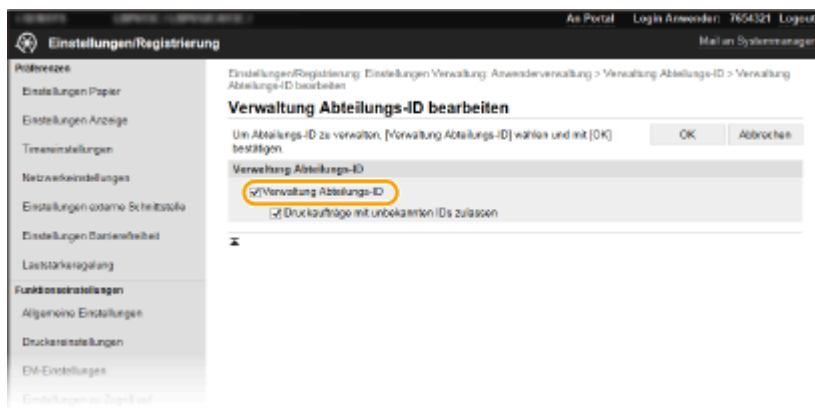 An Portal Login Anwender: 7654321 Logout
Einstellungen/Registrierung
Mail an Systemmanager
Präferenzen
Einstellungen Papier
Einstellungen Anzeige
Timereinstellungen
Netzwerkeinstellungen
Einstellungen externe Schnittstelle
Einstellungen Barrierefreiheit
Lautstärkeregelung
Funktionseinstellungen
Allgemeine Einstellungen
Druckereinstellungen
EM-Einstellungen
Einstellungen/Registrierung: Einstellungen Verwaltung: Anwenderverwaltung > Verwaltung Abteilungs-ID > Verwaltung
Abteilungs-ID bearbeiten
Verwaltung Abteilungs-ID bearbeiten
Um Abteilungs-ID zu verwalten, [Verwaltung Abteilungs-ID] wählen und mit [OK]
bestätigen.
OK
Abbrechen
Verwaltung Abteilungs-ID
Verwaltung Abteilungs-ID
Druckaufträge mit unbekannten IDs zulassen